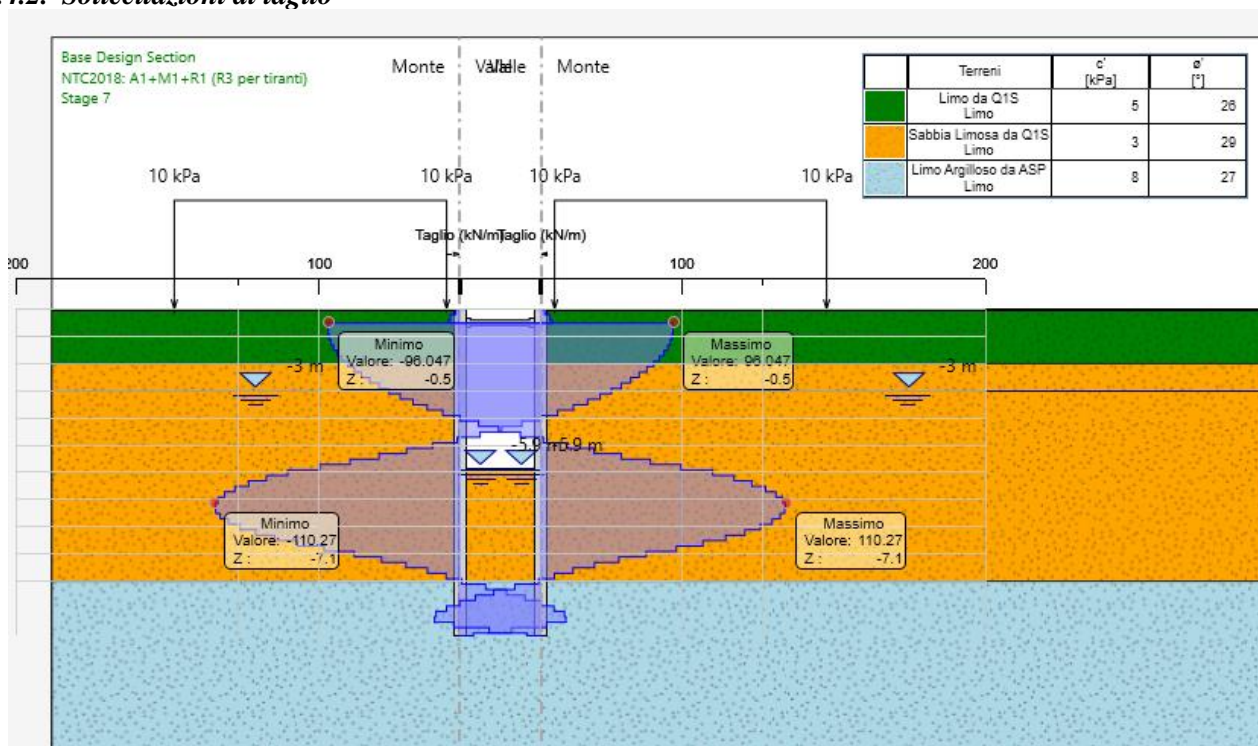 Sollecitazioni di taglio
Base Design Section
NTC2018: A1+M1+R1 (R3 per tiranti)
Stage 7
Monte Valle Valle Monte
Terreni c' [kPa] ø' [°]
Limo da Q1S
Limo 5 26
Sabbia Limosa da Q1S
Limo 3 29
Limo Argilloso da ASP
Limo 8 27
10 kPa 10 kPa 10 kPa 10 kPa
Taglio (kN/m) Taglio (kN/m)
200 100 100 200
Minimo
Valore: -96.047
Z : -0.5
Massimo
Valore: 96.047
Z : -0.5
-3 m -3 m
-5.9 m -5.9 m
Minimo
Valore: -110.27
Z : -7.1
Massimo
Valore: 110.27
Z : -7.1